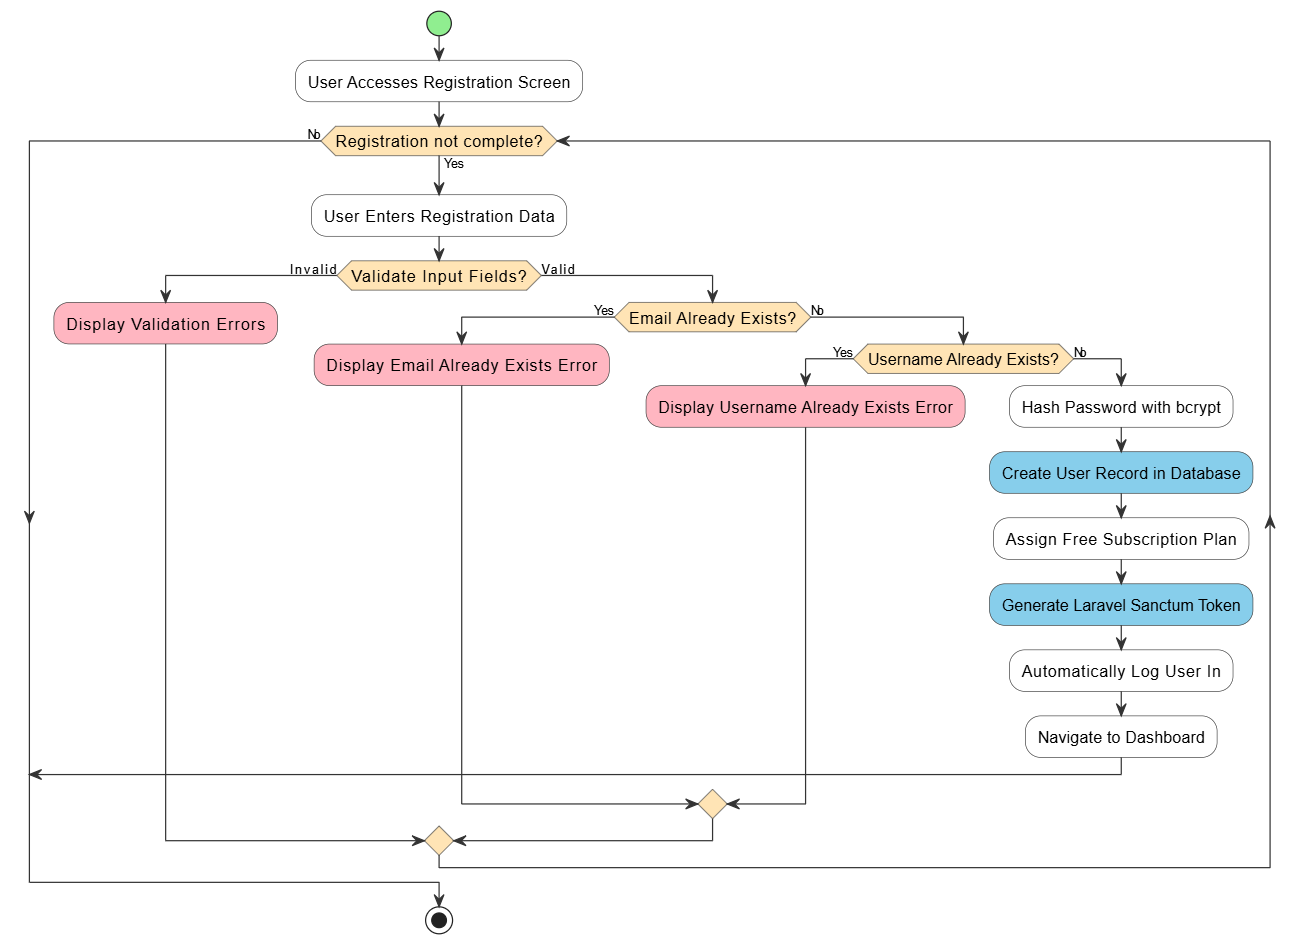 User Accesses Registration Screen
No
Registration not complete?
Yes
User Enters Registration Data
Invalid
Validate Input Fields?
Valid
Display Validation Errors
Yes
Email Already Exists?
No
Display Email Already Exists Error
Yes
Username Already Exists?
No
Display Username Already Exists Error
Hash Password with bcrypt
Create User Record in Database
Assign Free Subscription Plan
Generate Laravel Sanctum Token
Automatically Log User In
Navigate to Dashboard